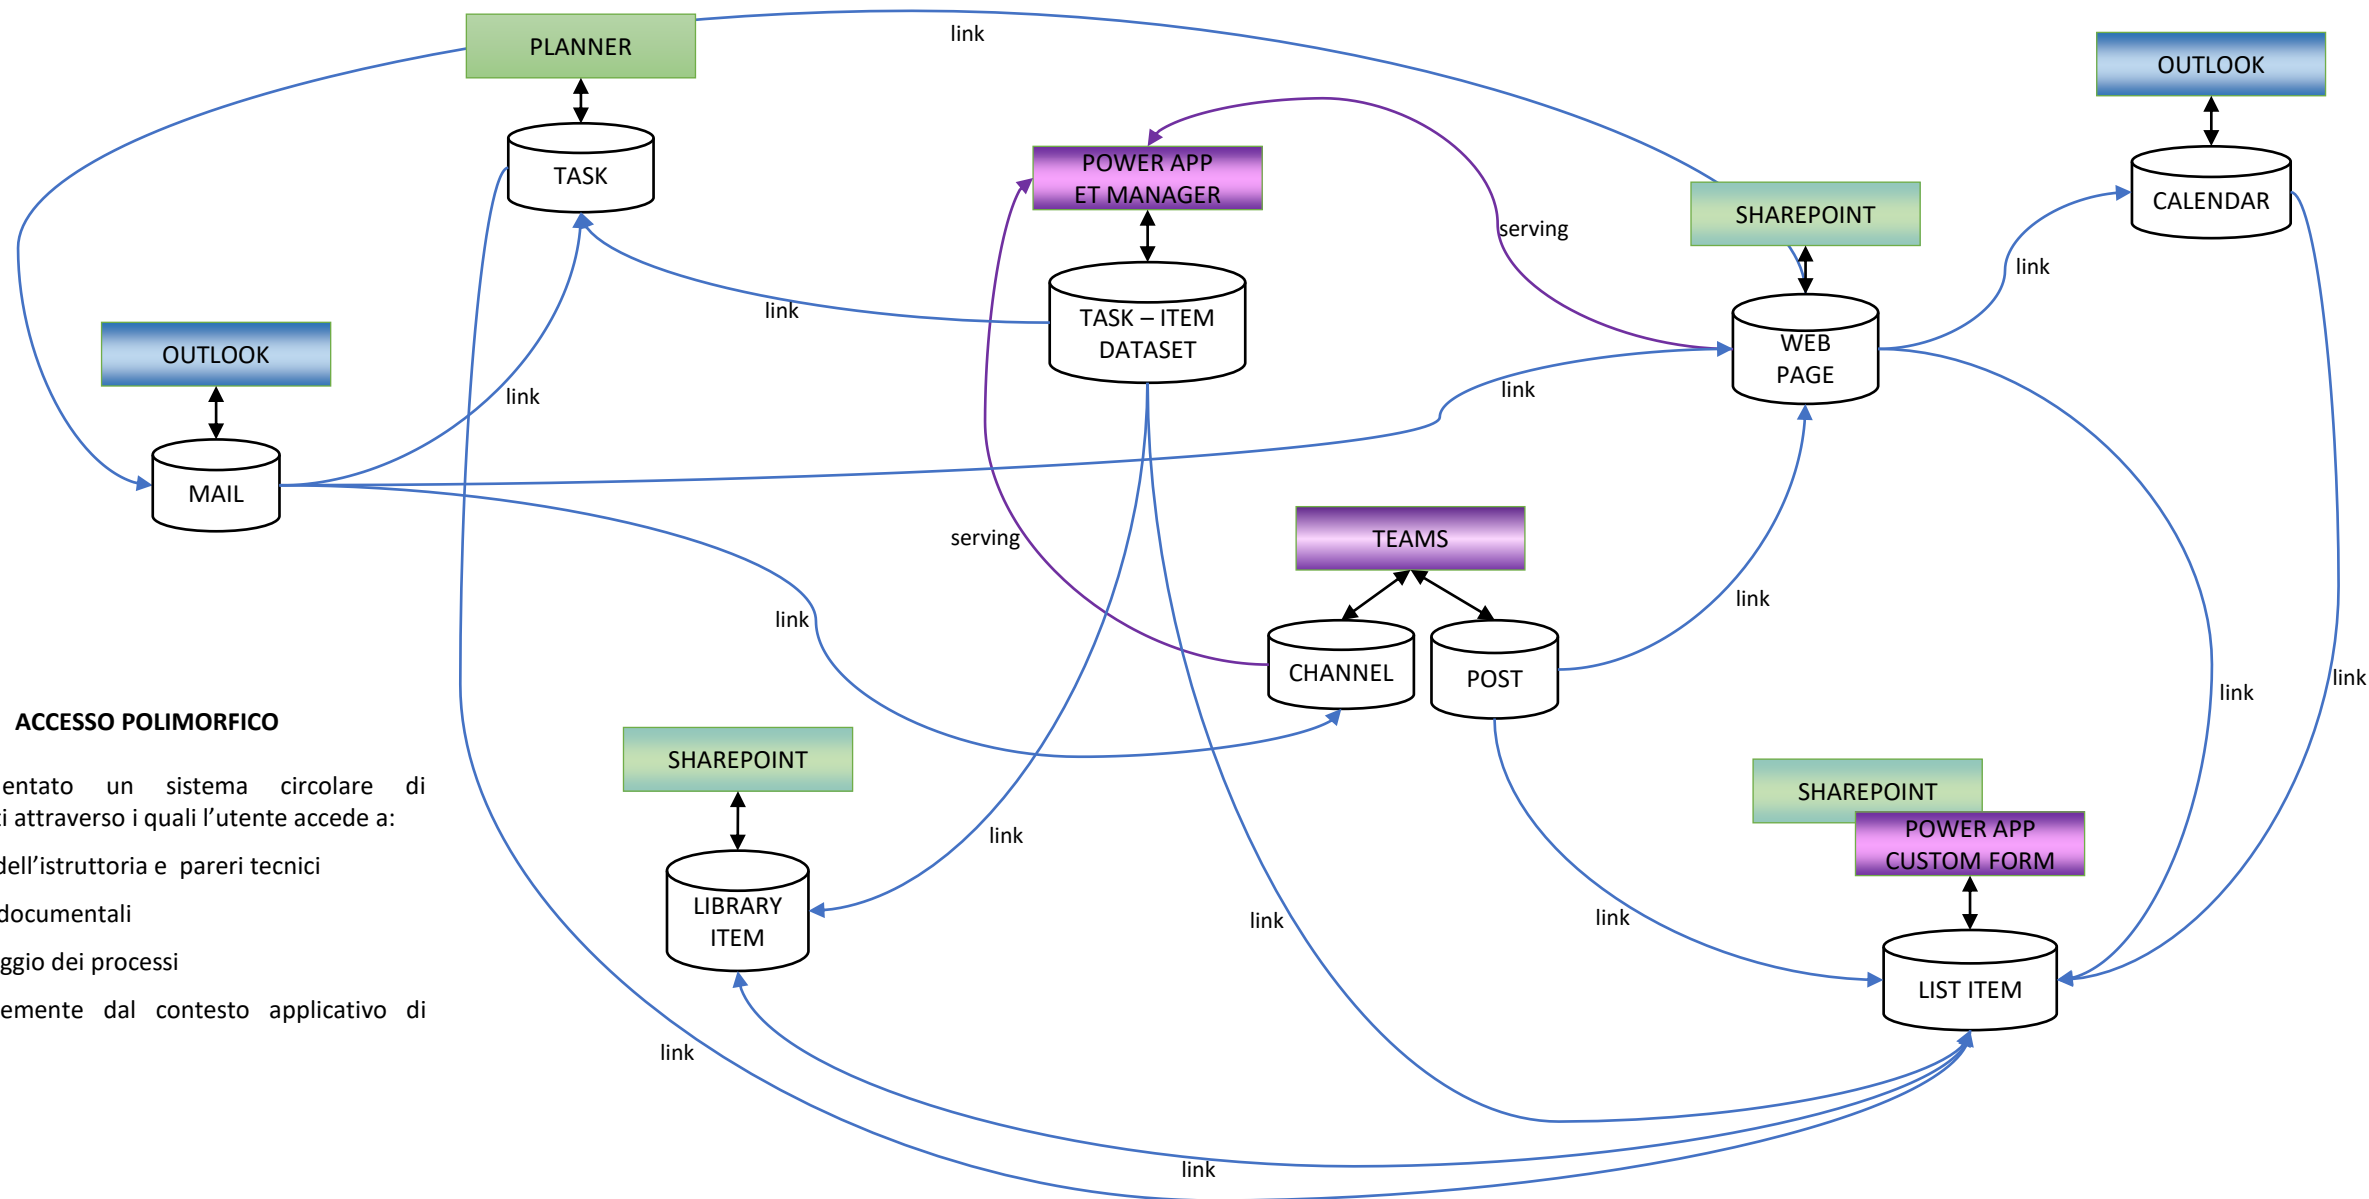 PLANNER
link
OUTLOOK
TASK
POWER APP
ET MANAGER
SHAREPOINT
CALENDAR
serving
link
link
TASK – ITEM
DATASET
WEB
PAGE
OUTLOOK
link
link
MAIL
serving
TEAMS
link
link
CHANNEL
POST
link
link
ACCESSO POLIMORFICO
SHAREPOINT
un sistema circolare di
attraverso i quali l’utente accede a:
dell’istruttoria e pareri tecnici
documentali
dei processi
dal contesto applicativo di
SHAREPOINT
POWER APP
CUSTOM FORM
link
LIBRARY
ITEM
link
link
LIST ITEM
link
link